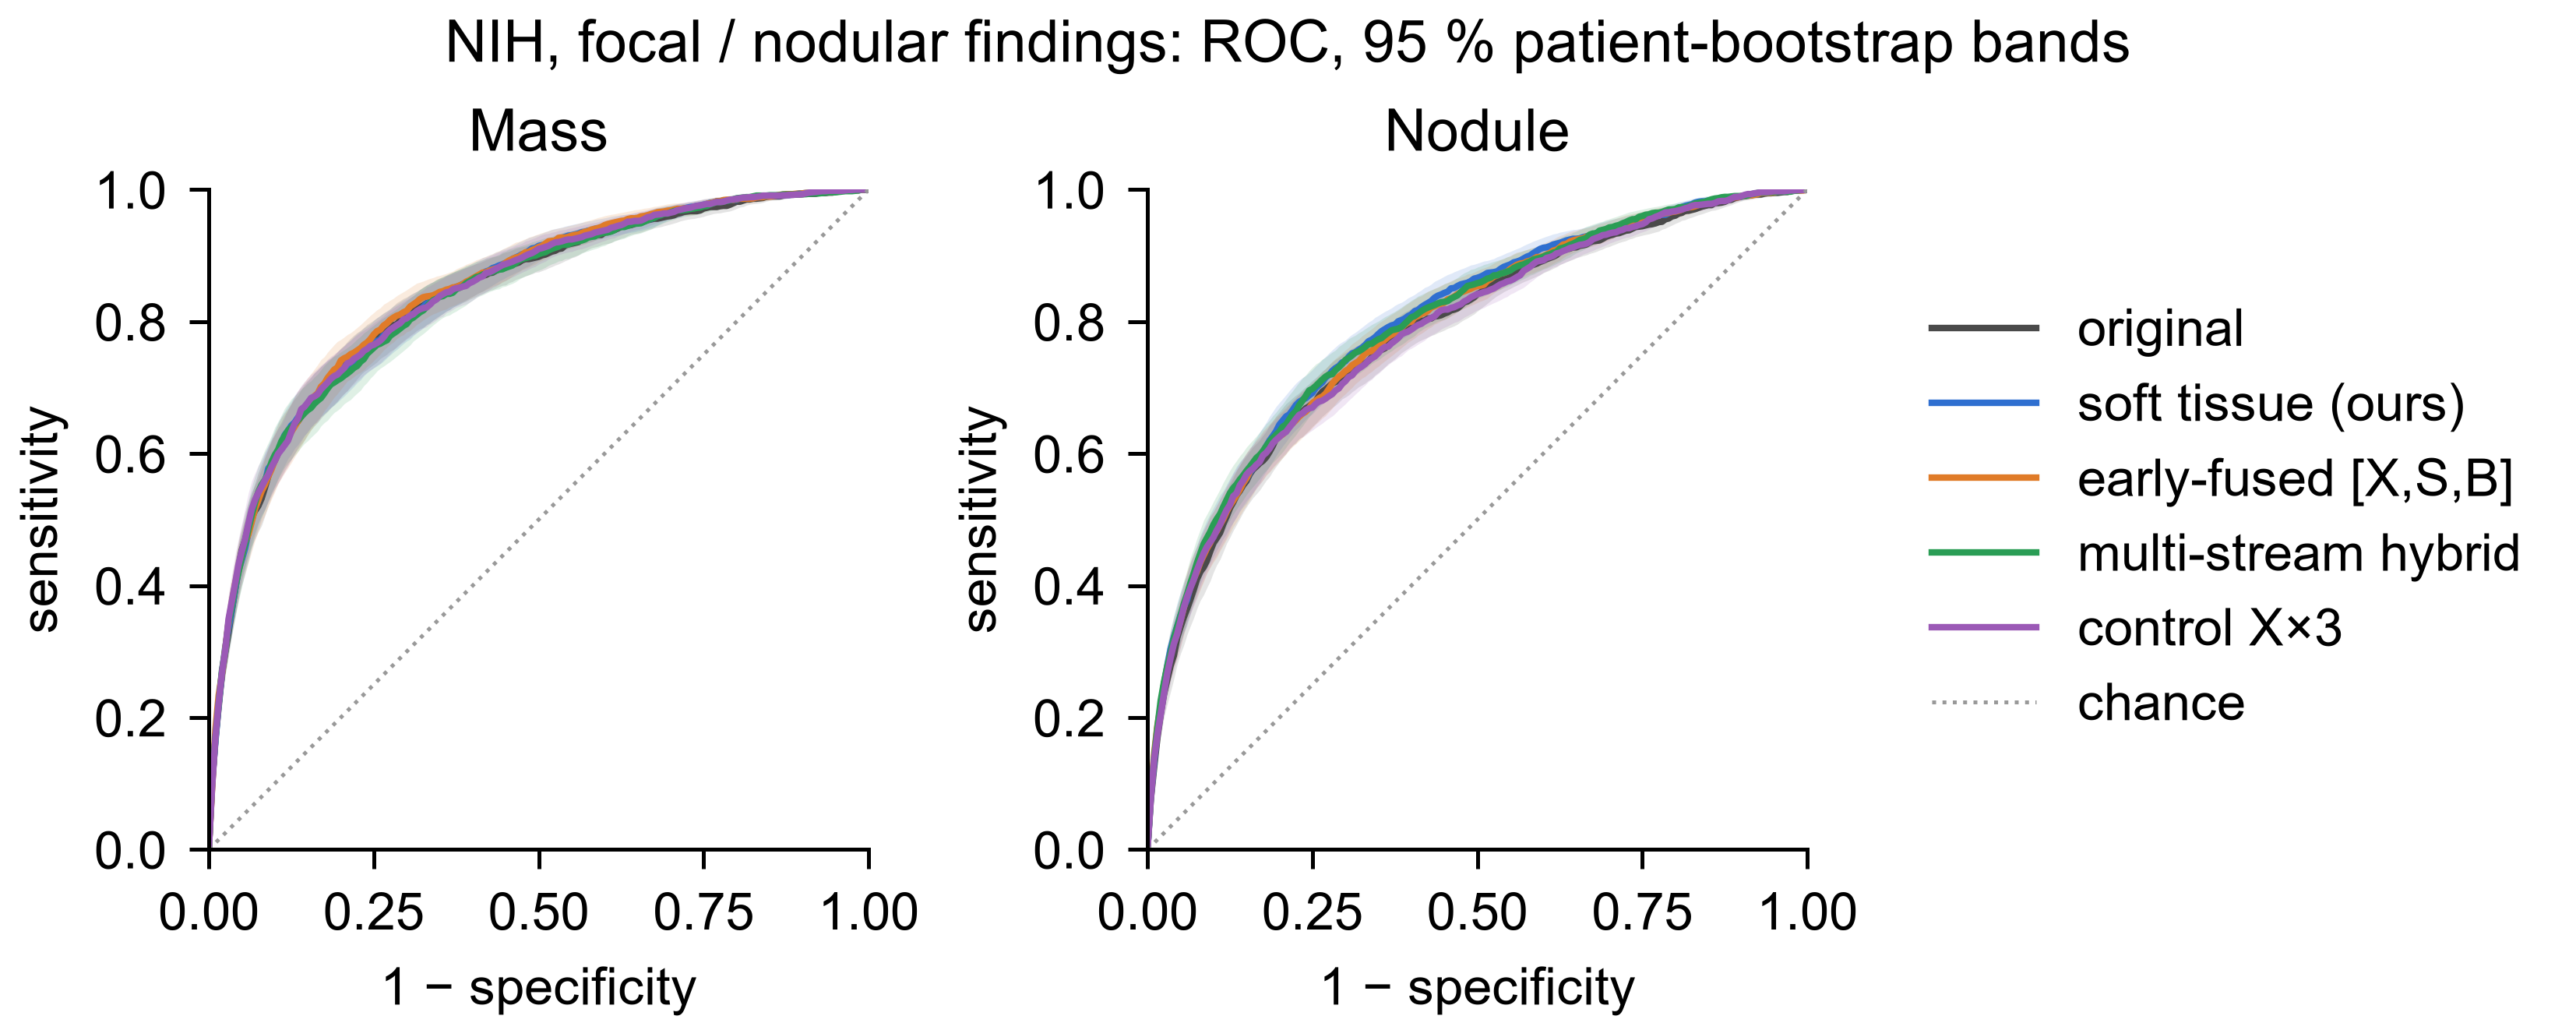 NIH, focal / nodular findings: ROC, 95 % patient-bootstrap bands
Mass
1.0
0.8
0.6
0.4
0.2
0.0
sensitivity
0.00 0.25 0.50 0.75 1.00
1 − specificity
Nodule
1.0
0.8
0.6
0.4
0.2
0.0
sensitivity
0.00 0.25 0.50 0.75 1.00
1 − specificity
original
soft tissue (ours)
early-fused [X,S,B]
multi-stream hybrid
control X×3
chance